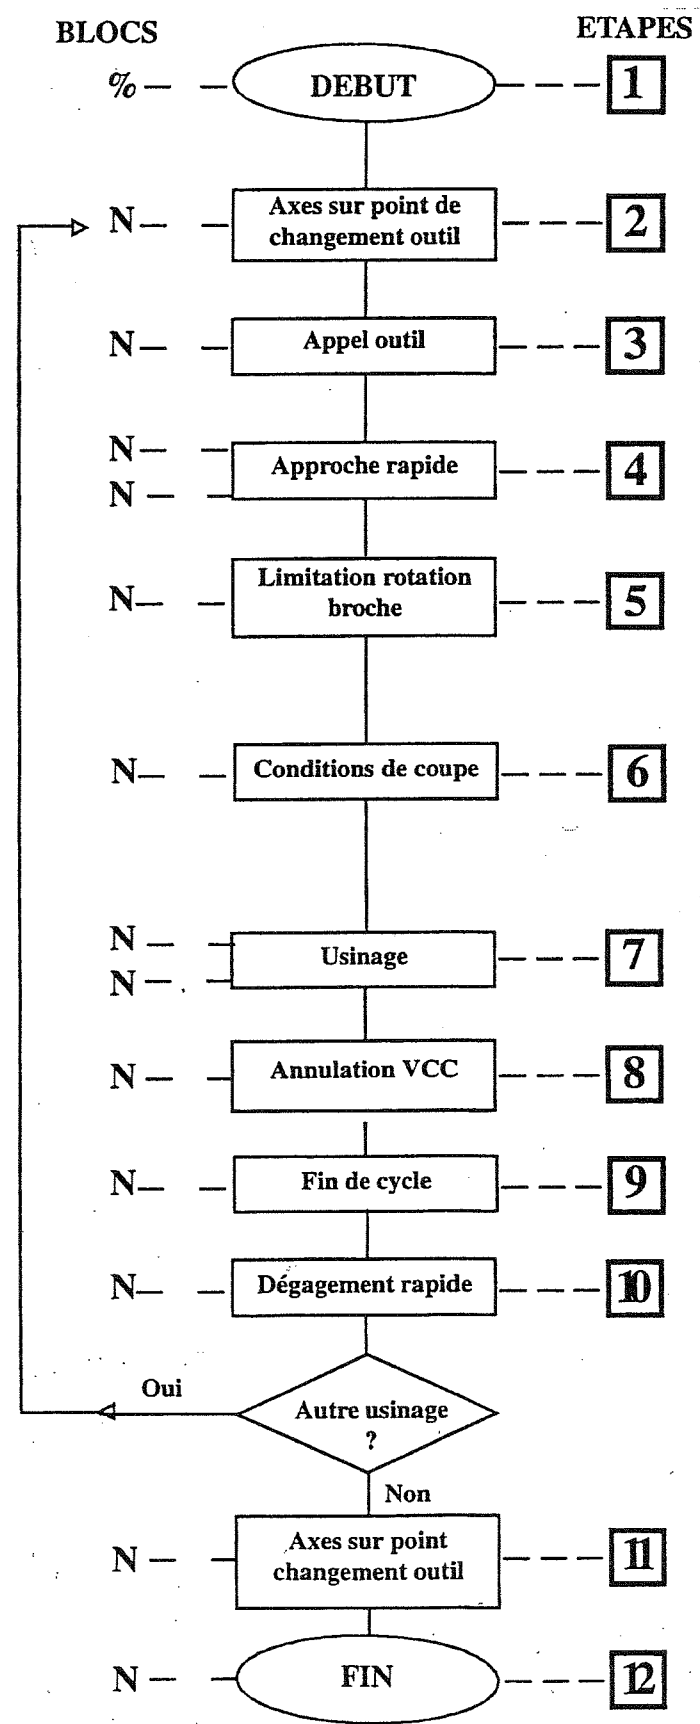 BLOCS ETAPES
% DEBUT 1
N Axes sur point de
changement outil 2
N Appel outil 3
N
N Approche rapide 4
N Limitation rotation
broche 5
N Conditions de coupe 6
N
N Usinage 7
N Annulation VCC 8
N Fin de cycle 9
N Dégagement rapide 10
Oui
Autre usinage
?
Non
N Axes sur point
changement outil 11
N FIN 12